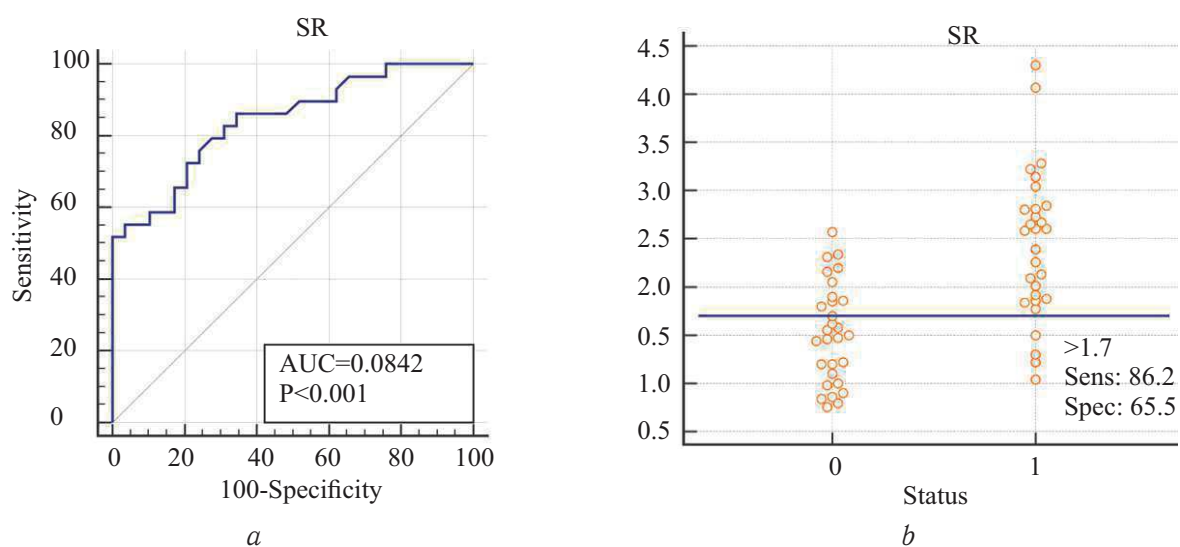 SR
100
80
60
40
20
0
Sensitivity
AUC=0.0842
P<0.001
0 20 40 60 80 100
100-Specificity
a
SR
4.5
4.0
3.5
3.0
2.5
2.0
0.5
1.0
0.5
>1.7
Sens: 86.2
Spec: 65.5
0 1
Status
b